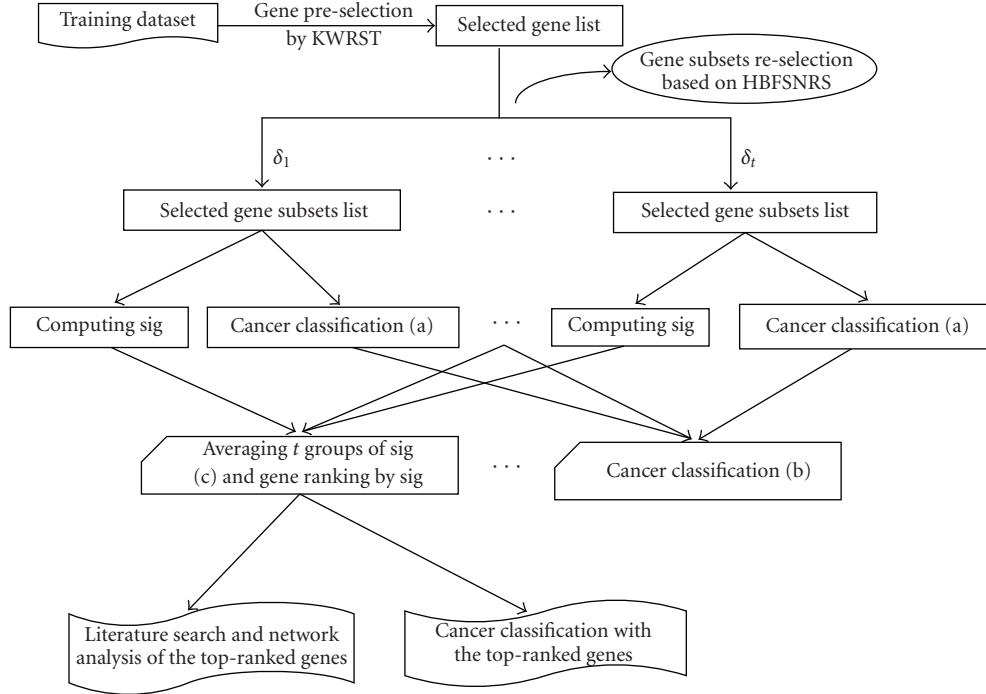 Training dataset
Gene pre-selection
by KWRST
Selected gene list
Gene subsets re-selection
based on HBFSNRS
δ1
· · ·
δt
Selected gene subsets list
· · ·
Selected gene subsets list
Computing sig
Cancer classification (a)
· · ·
Computing sig
Cancer classification (a)
Averaging t groups of sig
(c) and gene ranking by sig
· · ·
Cancer classification (b)
Literature search and network
analysis of the top-ranked genes
Cancer classification with
the top-ranked genes